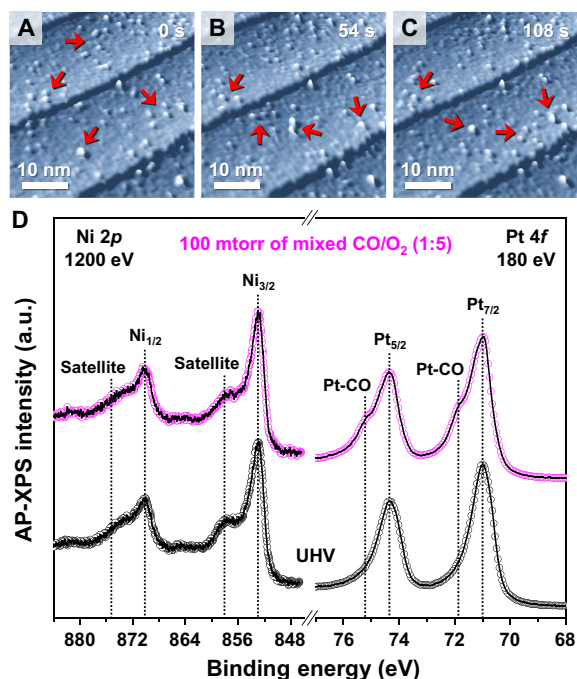 A 0 s
B 54 s
C 108 s
10 nm
10 nm
10 nm
D
Ni 2p
1200 eV
100 mtorr of mixed CO/O₂ (1:5)
Pt 4f
180 eV
Ni3/2
Pt7/2
Ni1/2
Pt5/2
Satellite
Satellite
Pt-CO
Pt-CO
UHV
AP-XPS intensity (a.u.)
880 872 864 856 848 76 74 72 70 68
Binding energy (eV)